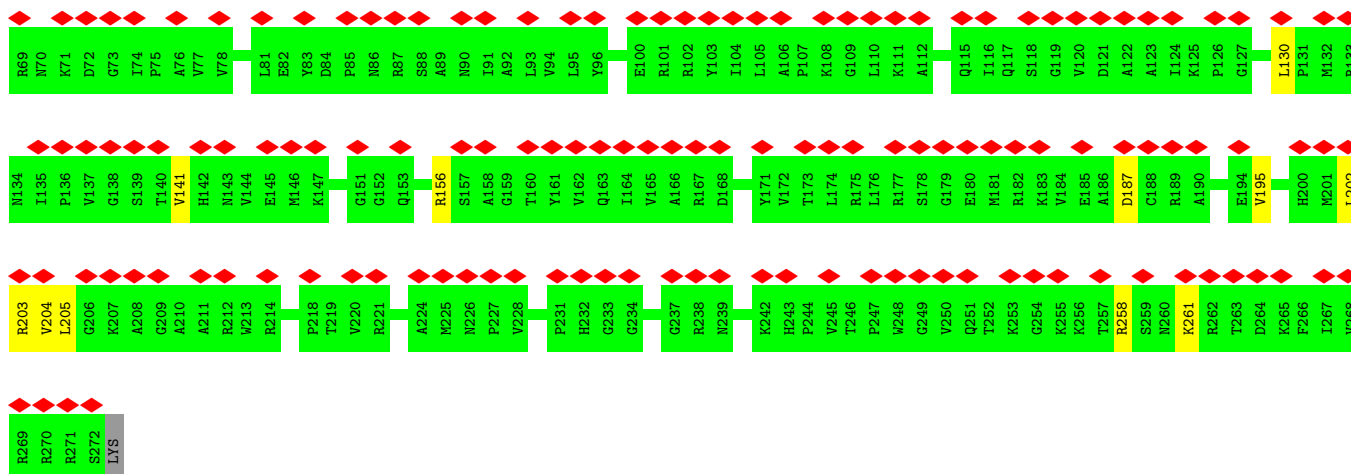 R69 N70 K71 D72 G73 I74 P75 A76 V77 V78 L81 E82 Y83 D84 P85 N86 R87 S88 A89 N90 I91 A92 L93 V94 L95 Y96 E100 R101 R102 Y103 I104 L105 A106 P107 K108 G109 L110 K111 A112 Q115 I116 Q117 S118 G119 V120 D121 A122 A123 I124 K125 P126 G127 L130 P131 M132 R133
N134 I135 P136 V137 G138 S139 T140 V141 H142 N143 V144 E145 M146 K147 G151 G152 Q153 R156 S157 A158 G159 T160 Y161 V162 Q163 I164 V165 A166 R167 D168 Y171 V172 T173 L174 R175 L176 R177 S178 G179 E180 M181 R182 K183 V184 E185 A186 D187 C188 R189 A190 E194 V195 H200 M201 L202
R203 V204 L205 G206 K207 A208 G209 A210 A211 R212 W213 R214 P218 T219 V220 R221 A224 M225 N226 P227 V228 P231 H232 G233 G234 G237 R238 N239 K242 H243 P244 V245 T246 P247 W248 G249 V250 Q251 T252 K253 G254 K255 K256 T257 R258 S259 N260 K261 R262 T263 D264 K265 F266 I267 V268
R269 R270 R271 S272 LYS